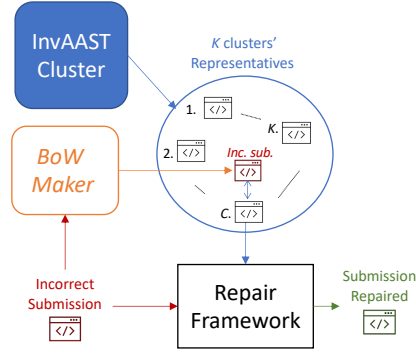 InvAAST
Cluster
K clusters'
Representatives
1.
</>
K.
</>
2.
</>
Inc. sub.
</>
C.
</>
BoW
Maker
Incorrect
Submission
</>
Repair
Framework
Submission
Repaired
</>